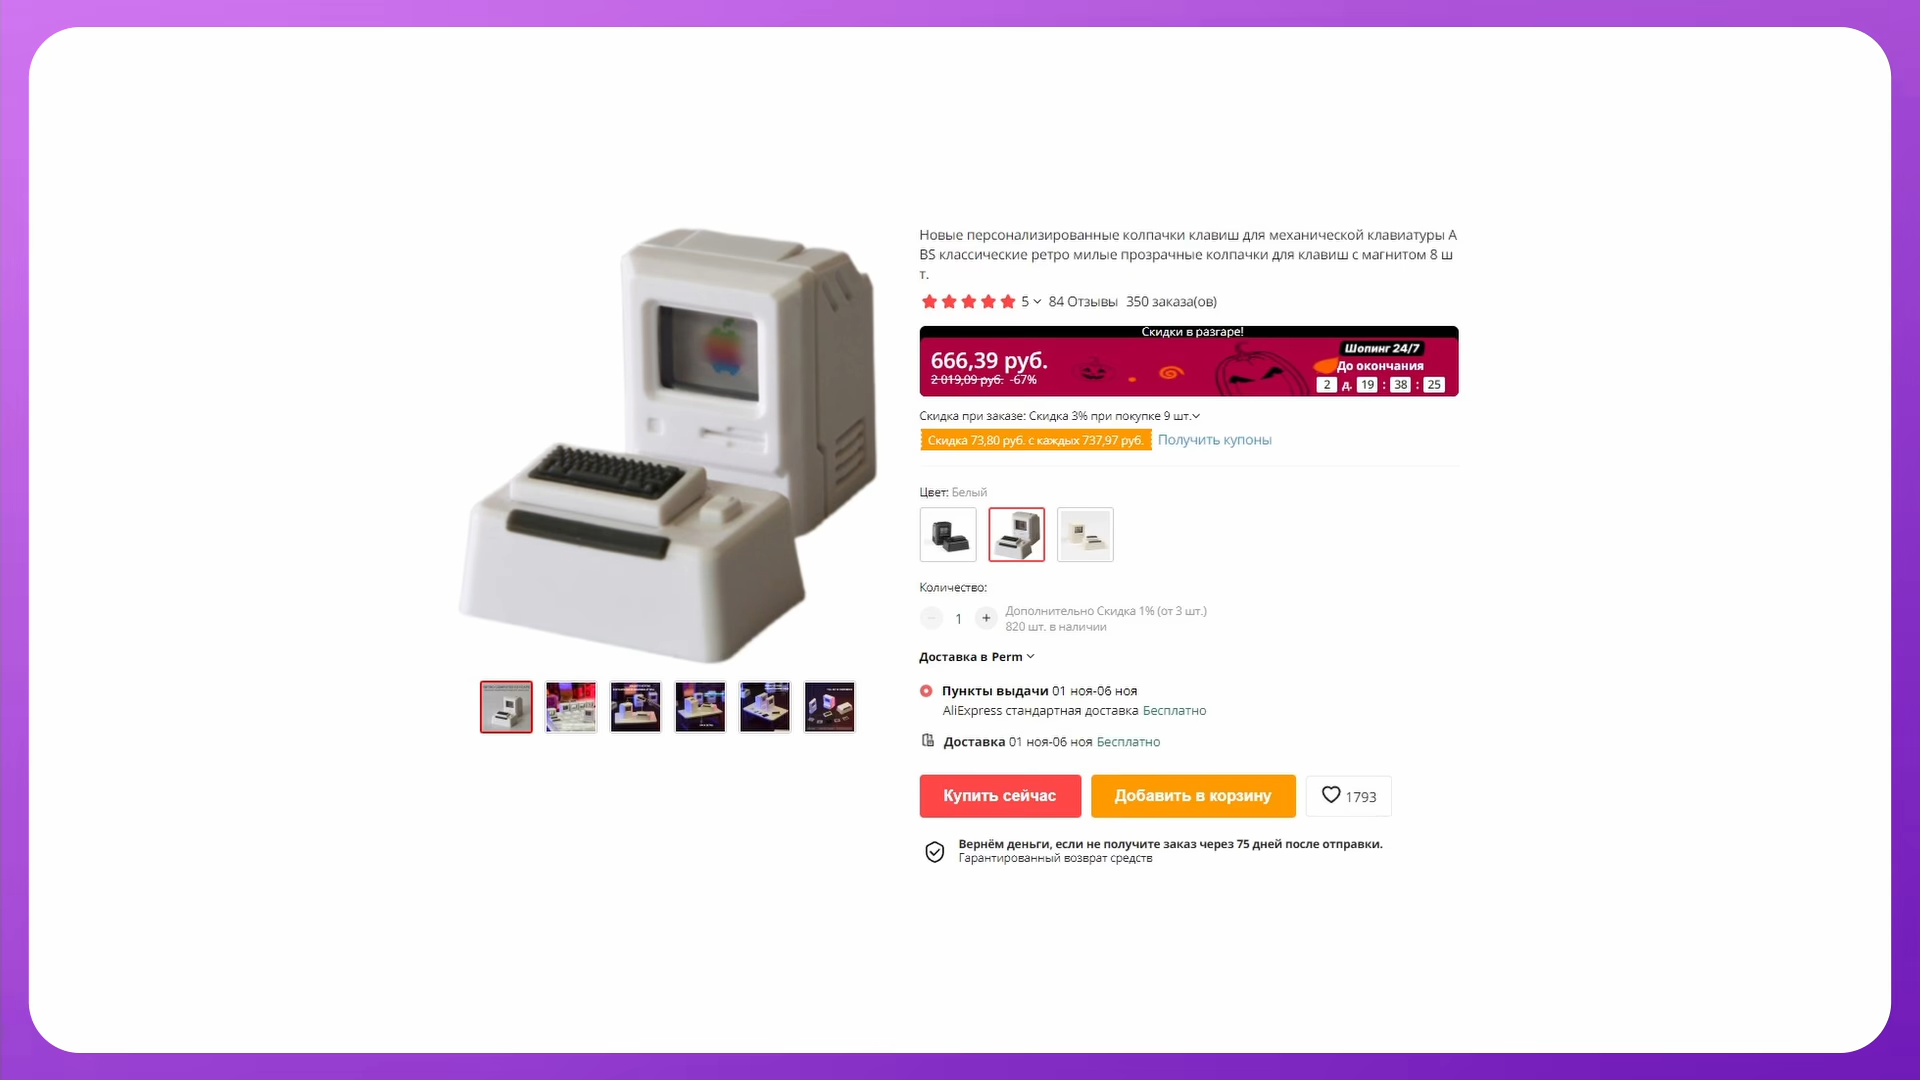 Новые персонализированные колпачки клавиш для механической клавиатуры A
BS классические ретро милые прозрачные колпачки для клавиш с магнитом 8 ш
т.
5 84 Отзывы 350 заказа(ов)
Скидки в разгаре!
666,39 руб.
2 019,09 руб. -67%
Шопинг 24/7
До окончания
2 д. 19 : 38 : 25
Скидка при заказе: Скидка 3% при покупке 9 шт.
Скидка 73,80 руб. с каждых 737,97 руб. Получить купоны
Цвет: Белый
Количество:
− 1 +
Дополнительно Скидка 1% (от 3 шт.)
820 шт. в наличии
Доставка в Perm
Пункты выдачи 01 ноя-06 ноя
AliExpress стандартная доставка Бесплатно
Доставка 01 ноя-06 ноя Бесплатно
Купить сейчас Добавить в корзину 1793
Вернём деньги, если не получите заказ через 75 дней после отправки.
Гарантированный возврат средств